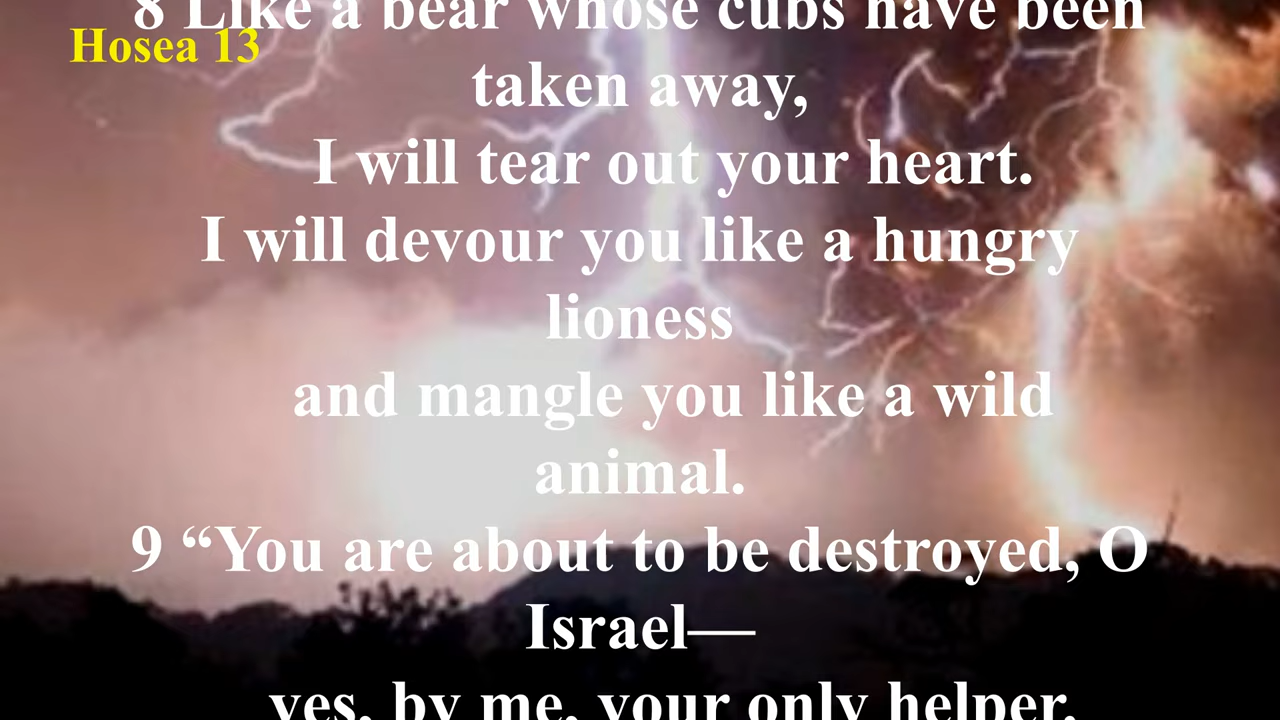 8 Like a bear whose cubs have been
Hosea 13
taken away,
I will tear out your heart.
I will devour you like a hungry
lioness
and mangle you like a wild
animal.
9 “You are about to be destroyed, O
Israel—
yes, by me, your only helper.